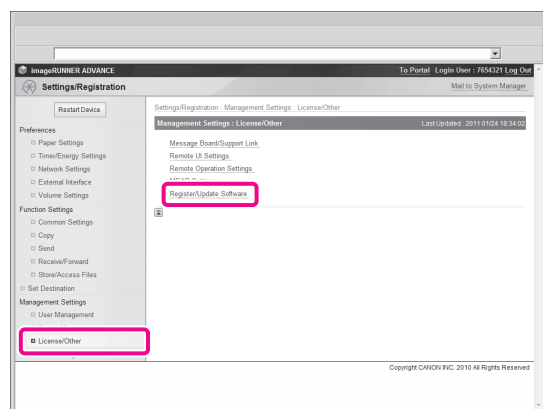 imageRUNNER ADVANCE
To Portal Login User : 7654321 Log Out
Settings/Registration
Mail to System Manager
Restart Device
Settings/Registration : Management Settings : License/Other
Management Settings : License/Other
Last Updated : 2011 01/24 18:34:02
Preferences
Paper Settings
Timer/Energy Settings
Network Settings
External Interface
Volume Settings
Message Board/Support Link
Remote UI Settings
Remote Operation Settings
Register/Update Software
Function Settings
Common Settings
Copy
Send
Receive/Forward
Store/Access Files
Set Destination
Management Settings
User Management
License/Other
Copyright CANON INC. 2010 All Rights Reserved